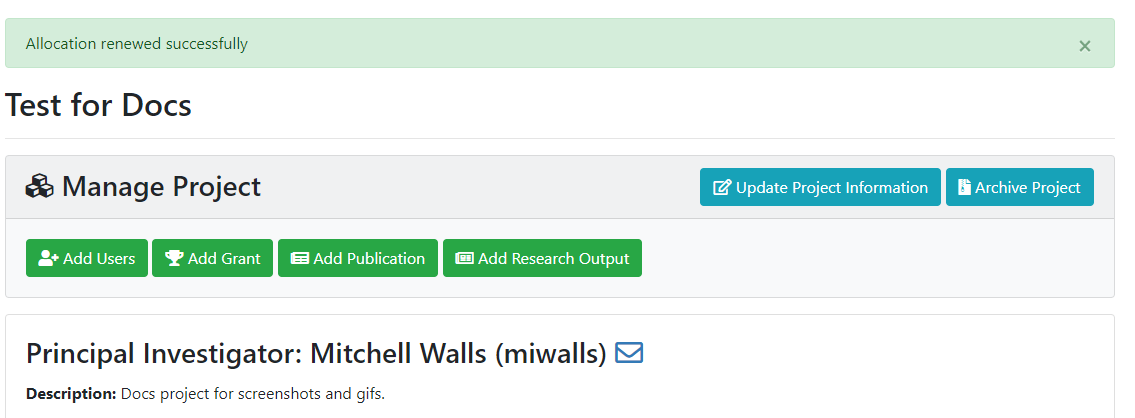 Allocation renewed successfully
×
Test for Docs
Manage Project
Update Project Information
Archive Project
Add Users
Add Grant
Add Publication
Add Research Output
Principal Investigator: Mitchell Walls (miwalls)
Description: Docs project for screenshots and gifs.